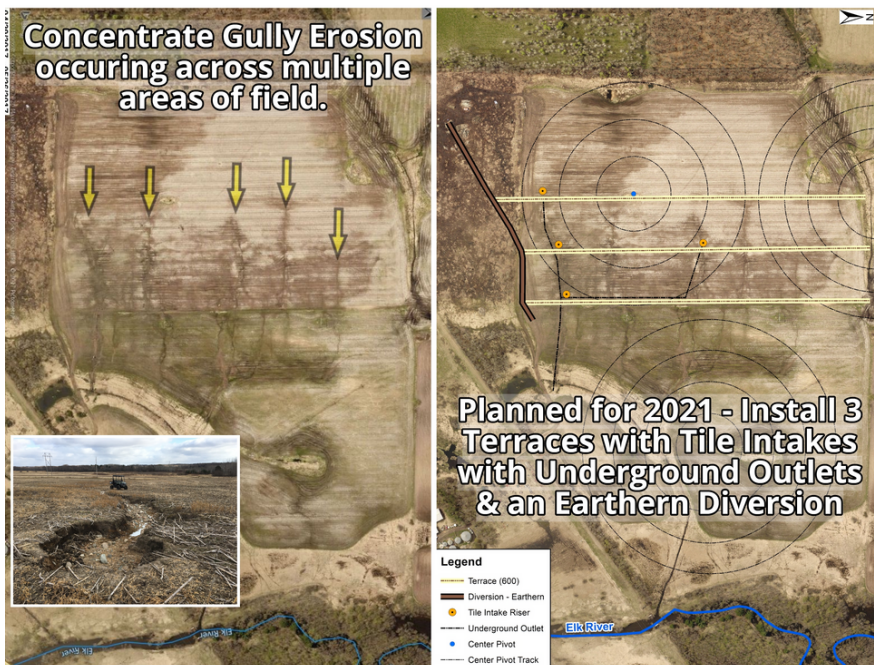 Concentrate Gully Erosion
occuring across multiple
areas of field.
Elk River
Elk River
N
Planned for 2021 - Install 3
Terraces with Tile Intakes
with Underground Outlets
& an Earthern Diversion
Legend
Terrace (600)
Diversion - Earthern
Tile Intake Riser
Underground Outlet
Center Pivot
Center Pivot Track
Elk River